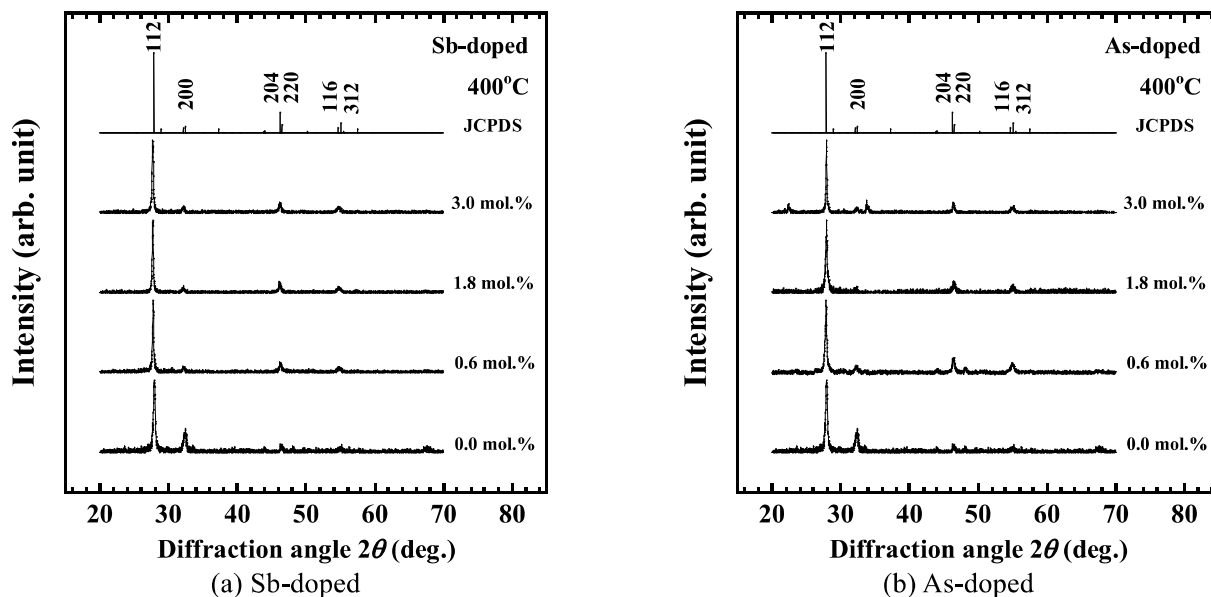 Intensity (arb. unit)
112
200
204
220
116
312
Sb-doped
400°C
JCPDS
3.0 mol.%
1.8 mol.%
0.6 mol.%
0.0 mol.%
20 30 40 50 60 70 80
Diffraction angle 2θ (deg.)
(a) Sb-doped
Intensity (arb. unit)
112
200
204
220
116
312
As-doped
400°C
JCPDS
3.0 mol.%
1.8 mol.%
0.6 mol.%
0.0 mol.%
20 30 40 50 60 70 80
Diffraction angle 2θ (deg.)
(b) As-doped